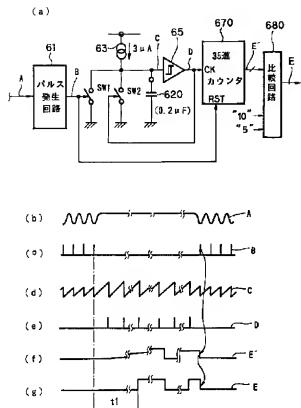 (a)
61
パルス
発生
回路
A
B
SW1
SW2
63
3μA
C
65
D
620
(0.2μF)
670
35進
CK カウンタ
RST
E'
680
比較回路
E
"10"
"5"
(b)
A
(c)
B
(d)
C
(e)
D
(f)
E'
(g)
E
t1